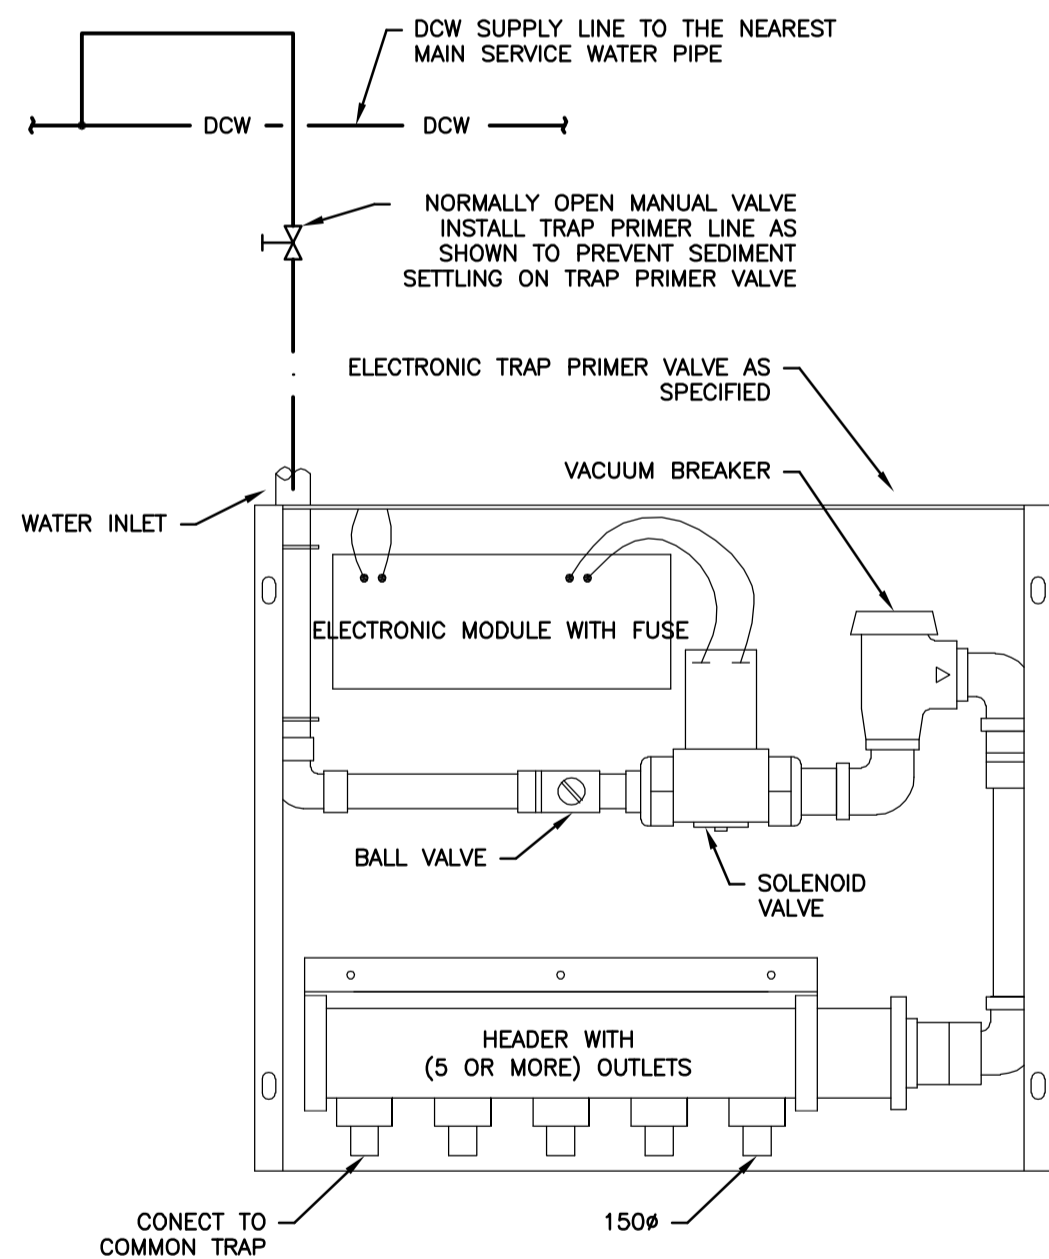 DCW SUPPLY LINE TO THE NEAREST
MAIN SERVICE WATER PIPE
DCW
DCW
NORMALLY OPEN MANUAL VALVE
INSTALL TRAP PRIMER LINE AS
SHOWN TO PREVENT SEDIMENT
SETTLING ON TRAP PRIMER VALVE
ELECTRONIC TRAP PRIMER VALVE AS
SPECIFIED
VACUUM BREAKER
WATER INLET
ELECTRONIC MODULE WITH FUSE
BALL VALVE
SOLENOID
VALVE
HEADER WITH
(5 OR MORE) OUTLETS
CONECT TO
COMMON TRAP
150ø